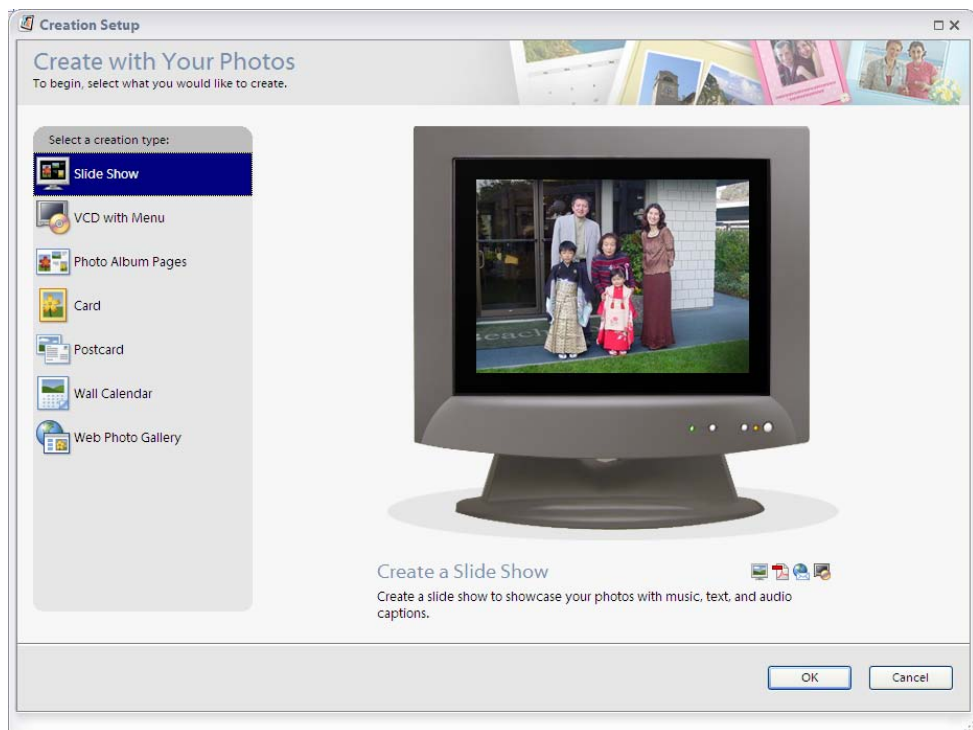 Creation Setup
Create with Your Photos
To begin, select what you would like to create.
Select a creation type:
Slide Show
VCD with Menu
Photo Album Pages
Card
Postcard
Wall Calendar
Web Photo Gallery
Beach
Create a Slide Show
Create a slide show to showcase your photos with music, text, and audio
captions.
OK
Cancel